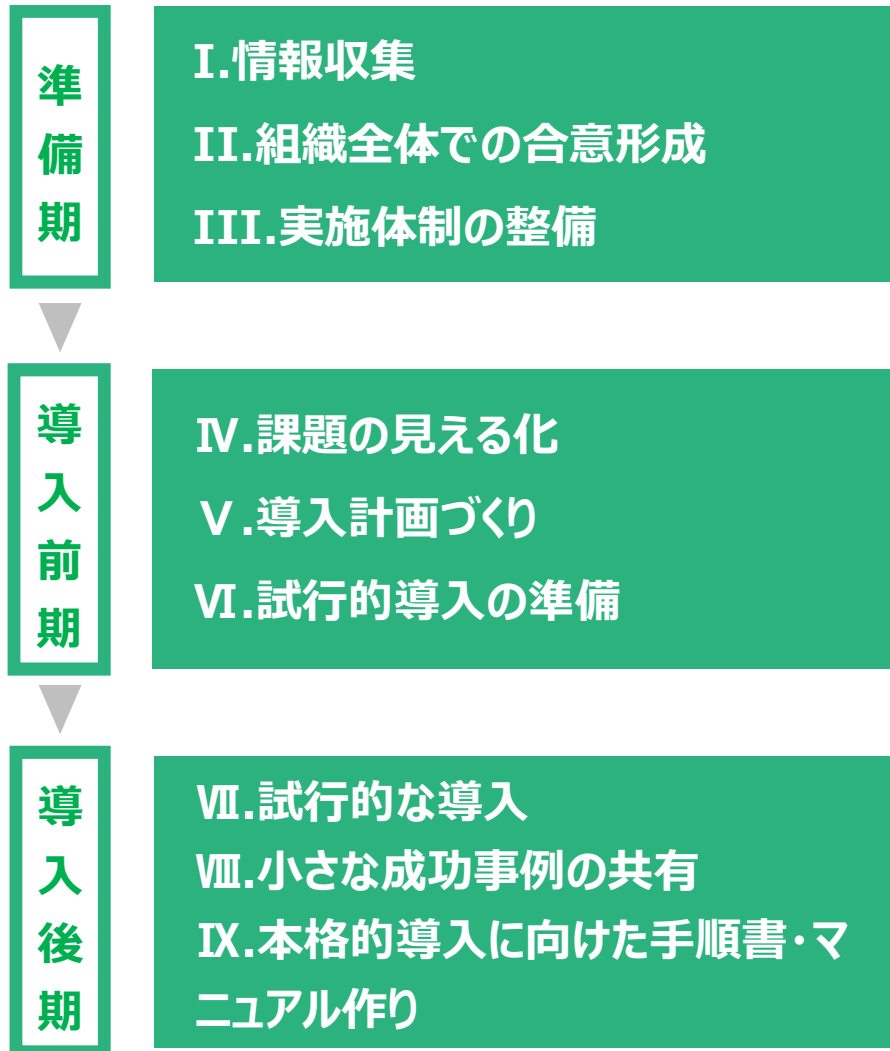 準備期
I.情報収集
II.組織全体での合意形成
III.実施体制の整備
導入前期
Ⅳ.課題の見える化
Ⅴ.導入計画づくり
Ⅵ.試行的導入の準備
導入後期
Ⅶ.試行的な導入
Ⅷ.小さな成功事例の共有
Ⅸ.本格的導入に向けた手順書・マ
ニュアル作り